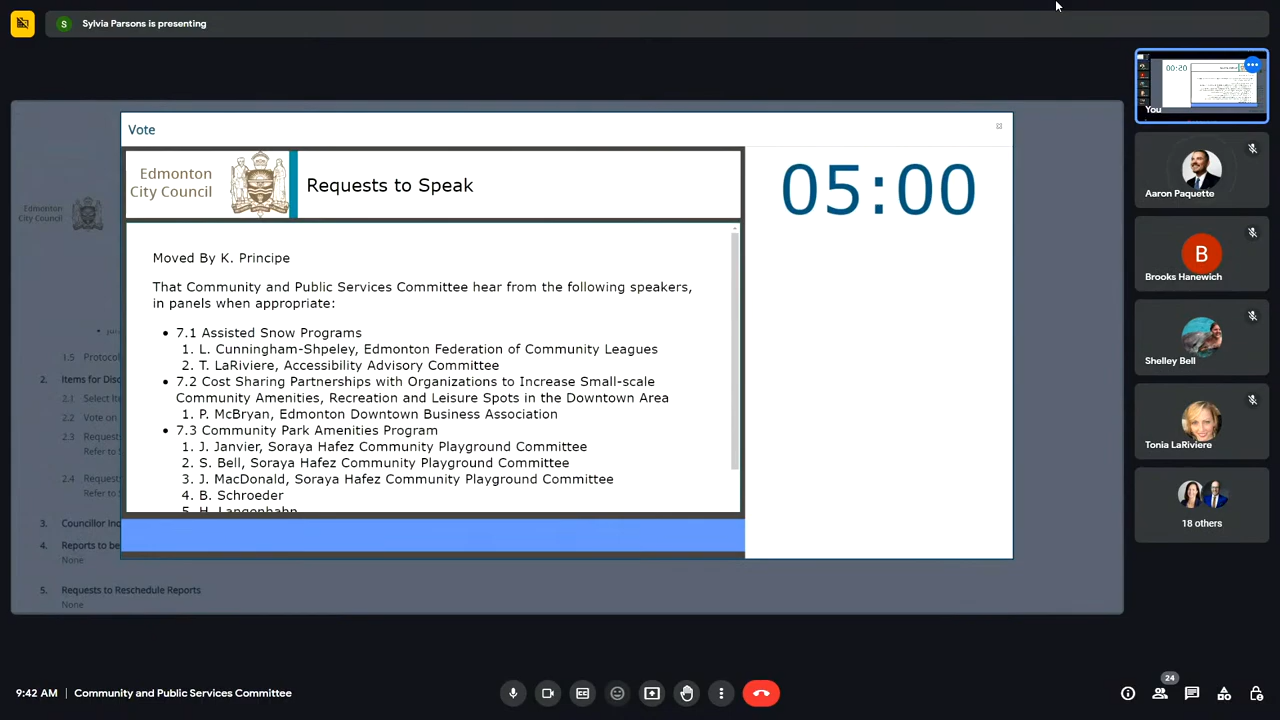 S Sylvia Parsons is presenting
Vote
Edmonton
City Council
Requests to Speak
05:00
Moved By K. Principe
That Community and Public Services Committee hear from the following speakers,
in panels when appropriate:
• 7.1 Assisted Snow Programs
1. L. Cunningham-Shpeley, Edmonton Federation of Community Leagues
2. T. LaRiviere, Accessibility Advisory Committee
• 7.2 Cost Sharing Partnerships with Organizations to Increase Small-scale
Community Amenities, Recreation and Leisure Spots in the Downtown Area
1. P. McBryan, Edmonton Downtown Business Association
• 7.3 Community Park Amenities Program
1. J. Janvier, Soraya Hafez Community Playground Committee
2. S. Bell, Soraya Hafez Community Playground Committee
3. J. MacDonald, Soraya Hafez Community Playground Committee
4. B. Schroeder
5. H. Langenhahn
Edmonton
City Council
1.5 Protocol
2. Items for Disc
2.1 Select It
2.2 Vote on
2.3 Request
Refer to S
2.4 Request
Refer to S
3. Councillor Inq
4. Reports to be
None
5. Requests to Reschedule Reports
None
You
Aaron Paquette
B
Brooks Hanewich
Shelley Bell
Tonia LaRiviere
18 others
9:42 AM | Community and Public Services Committee
24